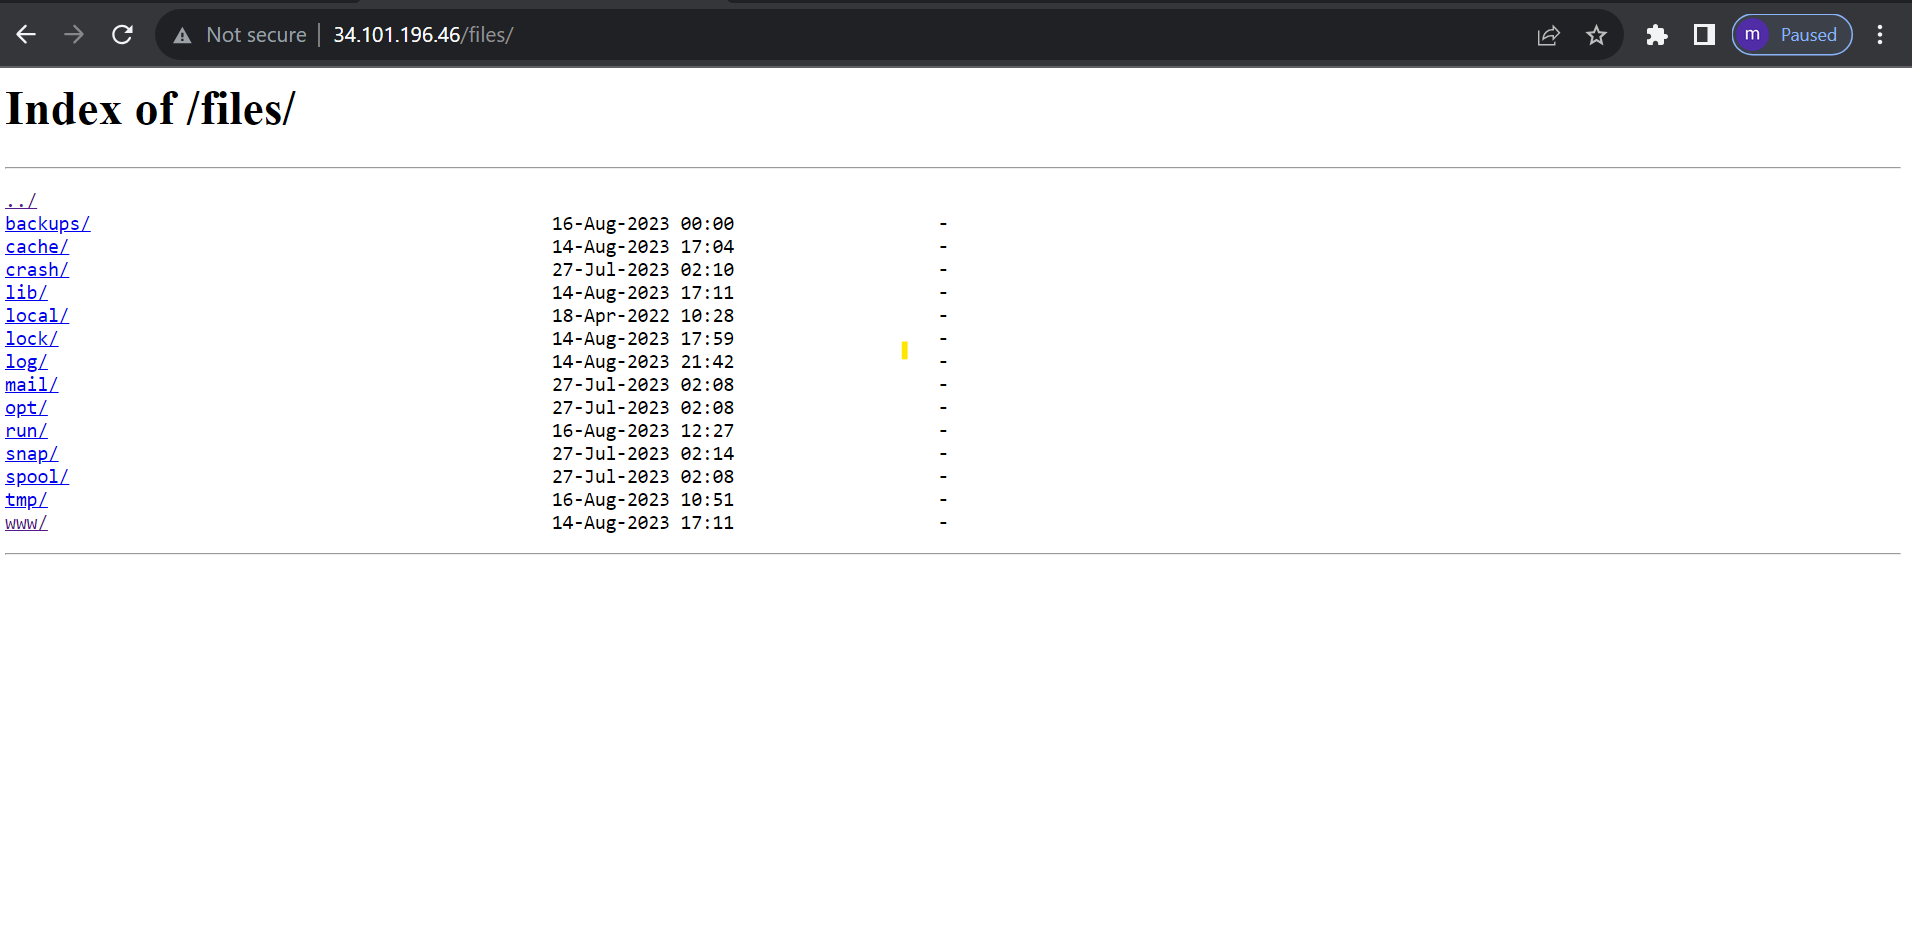 Not secure | 34.101.196.46/files/
m Paused
Index of /files/
../
backups/ 16-Aug-2023 00:00 -
cache/ 14-Aug-2023 17:04 -
crash/ 27-Jul-2023 02:10 -
lib/ 14-Aug-2023 17:11 -
local/ 18-Apr-2022 10:28 -
lock/ 14-Aug-2023 17:59 -
log/ 14-Aug-2023 21:42 -
mail/ 27-Jul-2023 02:08 -
opt/ 27-Jul-2023 02:08 -
run/ 16-Aug-2023 12:27 -
snap/ 27-Jul-2023 02:14 -
spool/ 27-Jul-2023 02:08 -
tmp/ 16-Aug-2023 10:51 -
www/ 14-Aug-2023 17:11 -